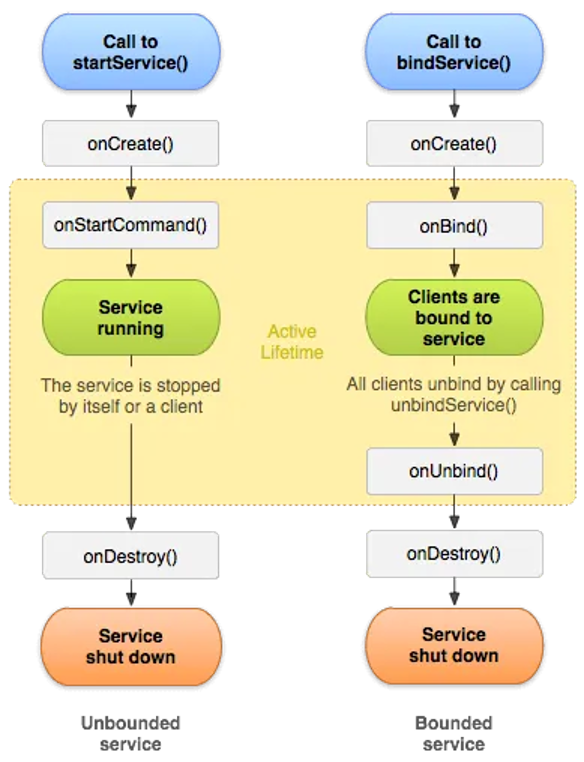 Call to
startService()
onCreate()
onStartCommand()
Service
running
The service is stopped
by itself or a client
onDestroy()
Service
shut down
Unbounded
service
Active
Lifetime
Call to
bindService()
onCreate()
onBind()
Clients are
bound to
service
All clients unbind by calling
unbindService()
onUnbind()
onDestroy()
Service
shut down
Bounded
service